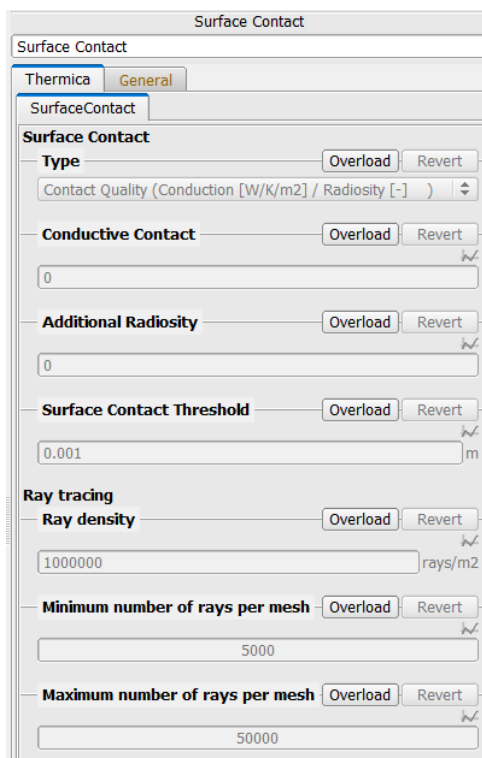 Surface Contact
Surface Contact
Thermica General
SurfaceContact
Surface Contact
Type Overload Revert
Contact Quality (Conduction [W/K/m2] / Radiosity [-] )
Conductive Contact Overload Revert
0
Additional Radiosity Overload Revert
0
Surface Contact Threshold Overload Revert
0.001 m
Ray tracing
Ray density Overload Revert
1000000 rays/m2
Minimum number of rays per mesh Overload Revert
5000
Maximum number of rays per mesh Overload Revert
50000